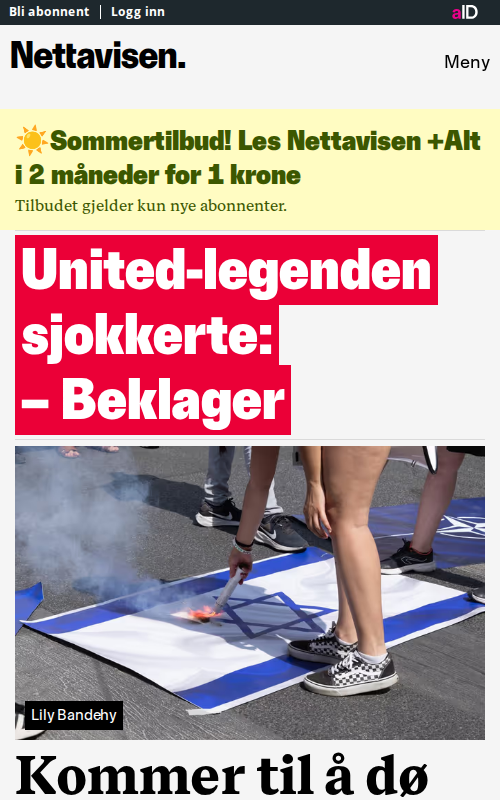 Bli abonnent | Logg inn
aID
Nettavisen.
Meny
☀️Sommertilbud! Les Nettavisen +Alt
i 2 måneder for 1 krone
Tilbudet gjelder kun nye abonnenter.
United-legenden
sjokkerte:
– Beklager
Lily Bandehy
Kommer til å dø